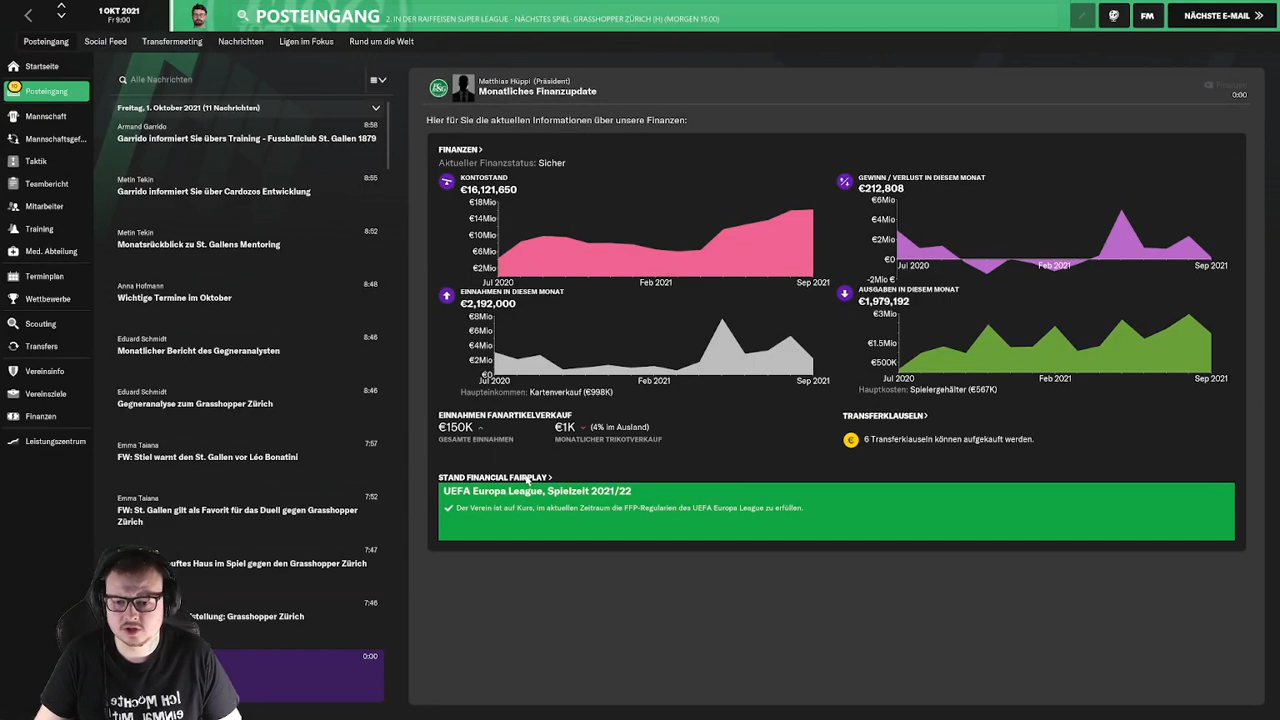 1 OKT 2021
Fr 9:00
POSTEINGANG
2. IN DER RAIFFEISEN SUPER LEAGUE - NÄCHSTES SPIEL: GRASSHOPPER ZÜRICH (H) (MORGEN 15:00)
FM
NÄCHSTE E-MAIL
Posteingang
Social Feed
Transfermeeting
Nachrichten
Ligen im Fokus
Rund um die Welt
Startseite
Posteingang
Mannschaft
Mannschaftsgef...
Taktik
Teambericht
Mitarbeiter
Training
Med. Abteilung
Terminplan
Wettbewerbe
Scouting
Transfers
Vereinsinfo
Vereinsziele
Finanzen
Leistungszentrum
Alle Nachrichten
Freitag, 1. Oktober 2021 (11 Nachrichten)
Armand Garrido 8:58
Garrido informiert Sie übers Training - Fussballclub St. Gallen 1879
Metin Tekin 8:55
Garrido informiert Sie über Cardozos Entwicklung
Metin Tekin 8:52
Monatsrückblick zu St. Gallens Mentoring
Anna Hofmann 8:48
Wichtige Termine im Oktober
Eduard Schmidt 8:46
Monatlicher Bericht des Gegneranalysten
Eduard Schmidt 8:46
Gegneranalyse zum Grasshopper Zürich
Emma Taiana 7:57
FW: Stiel warnt den St. Gallen vor Léo Bonatini
Emma Taiana 7:52
FW: St. Gallen gilt als Favorit für das Duell gegen Grasshopper
Zürich
7:47
uftes Haus im Spiel gegen den Grasshopper Zürich
7:46
stellung: Grasshopper Zürich
0:00
Matthias Hüppi (Präsident)
Monatliches Finanzupdate
Finanzen
0:00
Hier für Sie die aktuellen Informationen über unsere Finanzen:
FINANZEN >
Aktueller Finanzstatus: Sicher
KONTOSTAND
€16,121,650
€18Mio
€14Mio
€10Mio
€6Mio
€2Mio
Jul 2020
Feb 2021
Sep 2021
GEWINN / VERLUST IN DIESEM MONAT
€212,808
€6Mio
€4Mio
€2Mio
€0
-2Mio €
Jul 2020
Feb 2021
Sep 2021
EINNAHMEN IN DIESEM MONAT
€2,192,000
€8Mio
€6Mio
€4Mio
€2Mio
€0
Jul 2020
Feb 2021
Sep 2021
Haupteinkommen: Kartenverkauf (€998K)
AUSGABEN IN DIESEM MONAT
€1,979,192
€3Mio
€1.5Mio
€500K
Jul 2020
Feb 2021
Sep 2021
Hauptkosten: Spielergehälter (€567K)
EINNAHMEN FANARTIKELVERKAUF
€150K
GESAMTE EINNAHMEN
€1K (4% im Ausland)
MONATLICHER TRIKOTVERKAUF
TRANSFERKLAUSELN >
6 Transferklauseln können aufgekauft werden.
STAND FINANCIAL FAIRPLAY >
UEFA Europa League, Spielzeit 2021/22
Der Verein ist auf Kurs, im aktuellen Zeitraum die FFP-Regularien des UEFA Europa League zu erfüllen.